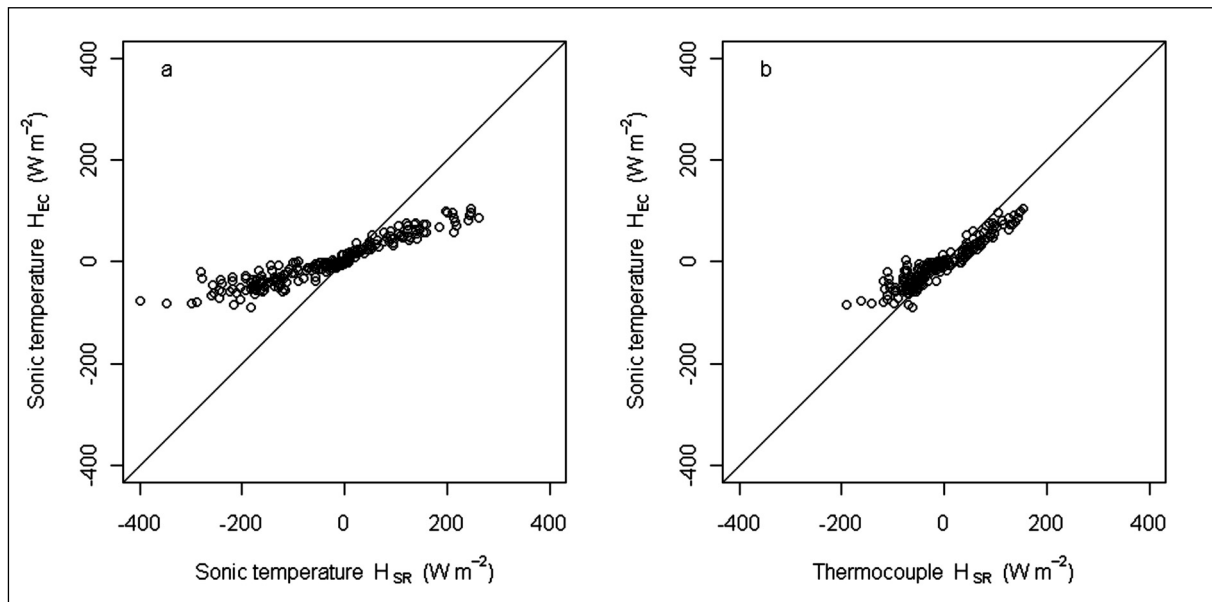 a
400
200
0
-200
-400
Sonic temperature H_EC (W m⁻²)
-400 -200 0 200 400
Sonic temperature H_SR (W m⁻²)
b
400
200
0
-200
-400
Sonic temperature H_EC (W m⁻²)
-400 -200 0 200 400
Thermocouple H_SR (W m⁻²)